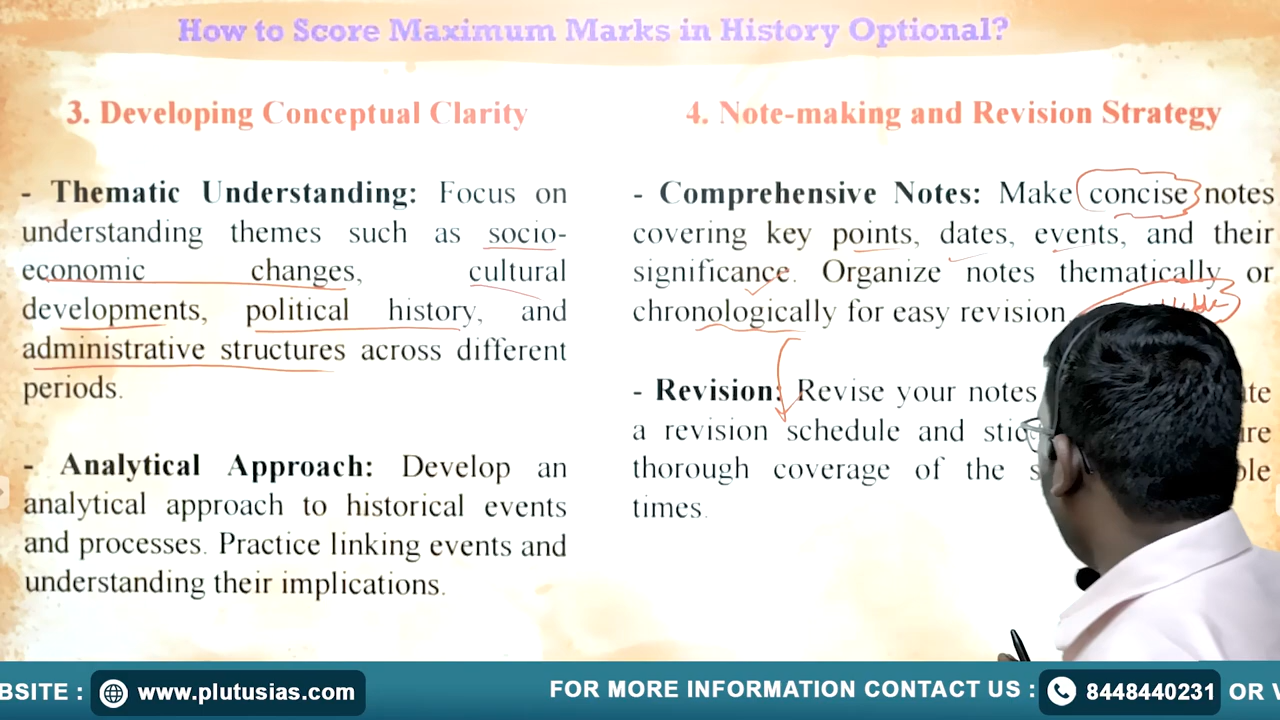 How to Score Maximum Marks in History Optional?
3. Developing Conceptual Clarity
- Thematic Understanding: Focus on
understanding themes such as socio-
economic changes, cultural
developments, political history, and
administrative structures across different
periods.
- Analytical Approach: Develop an
analytical approach to historical events
and processes. Practice linking events and
understanding their implications.
4. Note-making and Revision Strategy
- Comprehensive Notes: Make concise notes
covering key points, dates, events, and their
significance. Organize notes thematically or
chronologically for easy revision
- Revision: Revise your notes
a revision schedule and
thorough coverage of the
times.
BSITE : www.plutusias.com
FOR MORE INFORMATION CONTACT US : 8448440231 OR V